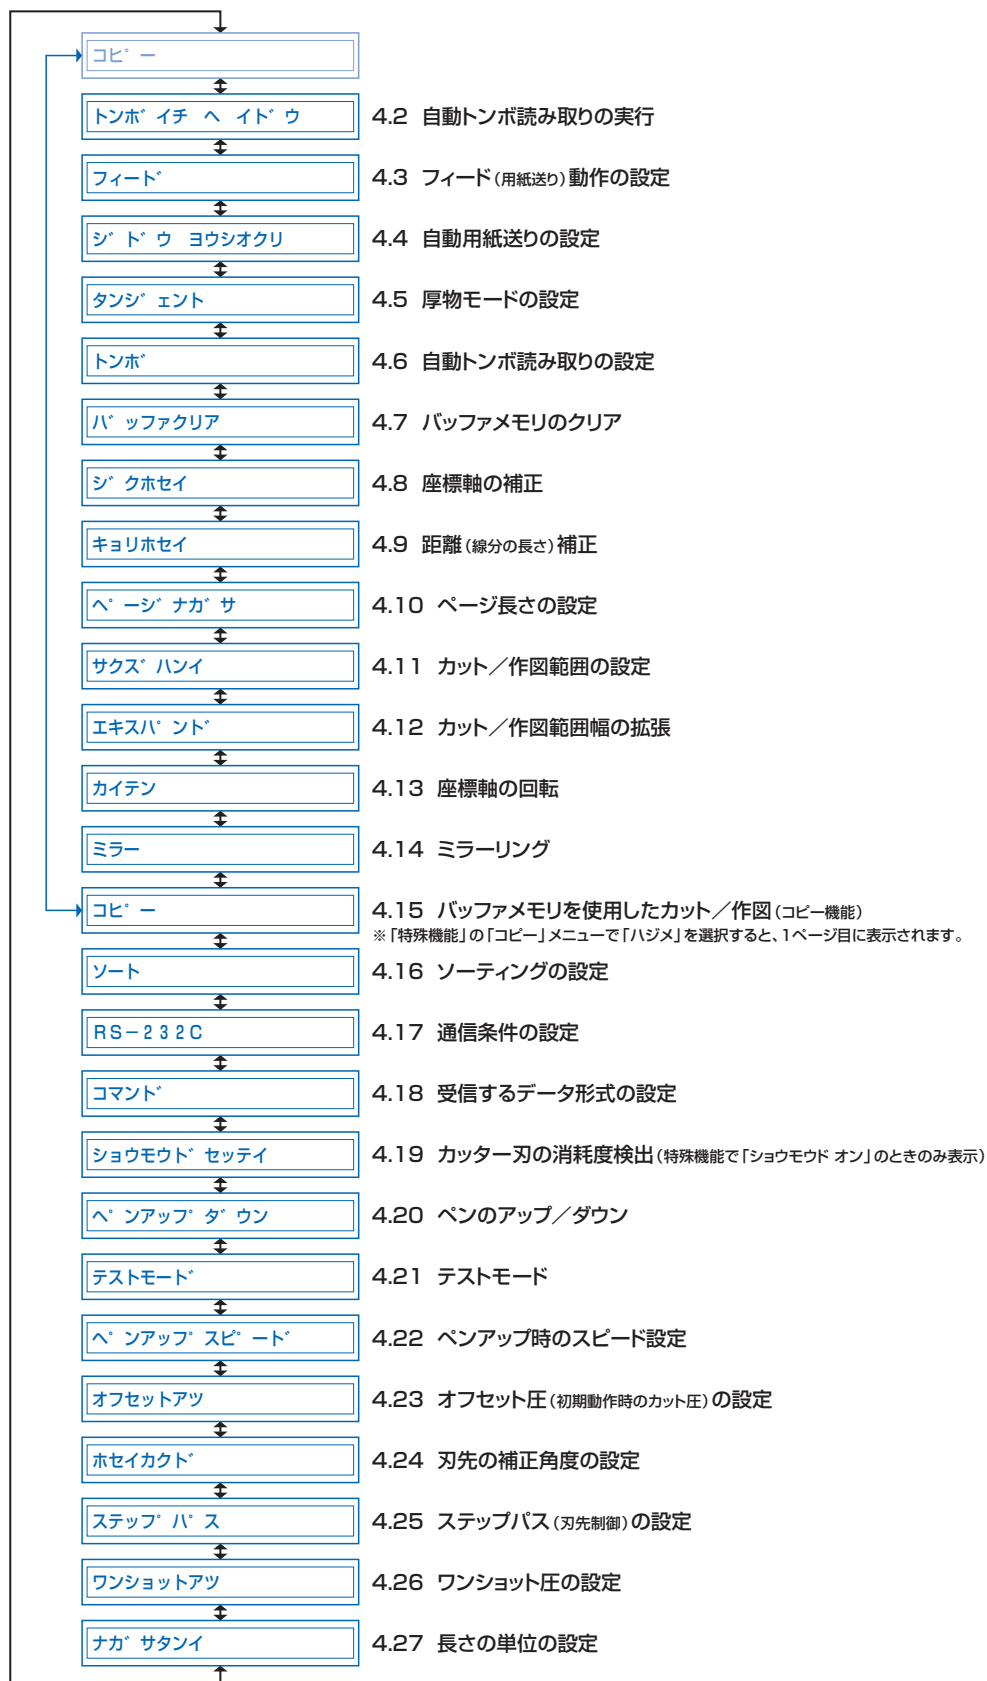 コピー
トンボイチ ヘ イドウ
4.2 自動トンボ読み取りの実行
フィード
4.3 フィード(用紙送り)動作の設定
ジドウ ヨウシオクリ
4.4 自動用紙送りの設定
タンジェント
4.5 厚物モードの設定
トンボ
4.6 自動トンボ読み取りの設定
バッファクリア
4.7 バッファメモリのクリア
ジクホセイ
4.8 座標軸の補正
キョリホセイ
4.9 距離(線分の長さ)補正
ページナガサ
4.10 ページ長さの設定
サクズハンイ
4.11 カット／作図範囲の設定
エキスパンド
4.12 カット／作図範囲幅の拡張
カイテン
4.13 座標軸の回転
ミラー
4.14 ミラーリング
コピー
4.15 バッファメモリを使用したカット／作図(コピー機能)
※「特殊機能」の「コピー」メニューで「ハジメ」を選択すると、1ページ目に表示されます。
ソート
4.16 ソーティングの設定
RS－232C
4.17 通信条件の設定
コマンド
4.18 受信するデータ形式の設定
ショウモウドセッテイ
4.19 カッター刃の消耗度検出(特殊機能で「ショウモウド オン」のときのみ表示)
ペンアップダウン
4.20 ペンのアップ／ダウン
テストモード
4.21 テストモード
ペンアップスピード
4.22 ペンアップ時のスピード設定
オフセットアツ
4.23 オフセット圧(初期動作時のカット圧)の設定
ホセイカクド
4.24 刃先の補正角度の設定
ステップパス
4.25 ステップパス(刃先制御)の設定
ワンショットアツ
4.26 ワンショット圧の設定
ナガサタンイ
4.27 長さの単位の設定